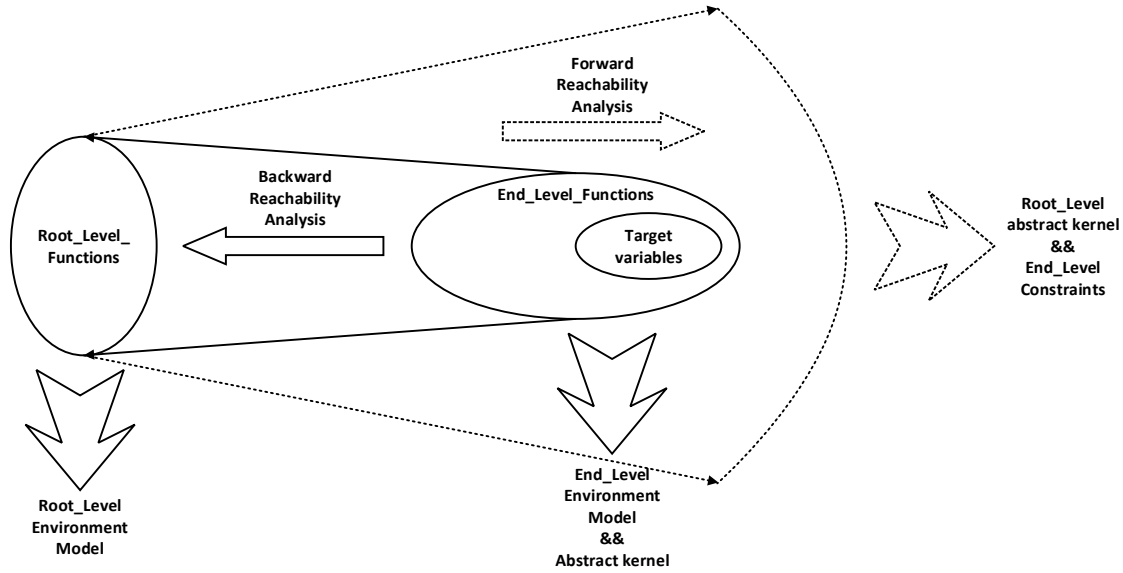 Forward
Reachability
Analysis
Backward
Reachability
Analysis
End_Level_Functions
Root_Level_
Functions
Target
variables
Root_Level
abstract kernel
&&
End_Level
Constraints
Root_Level
Environment
Model
End_Level
Environment
Model
&&
Abstract kernel